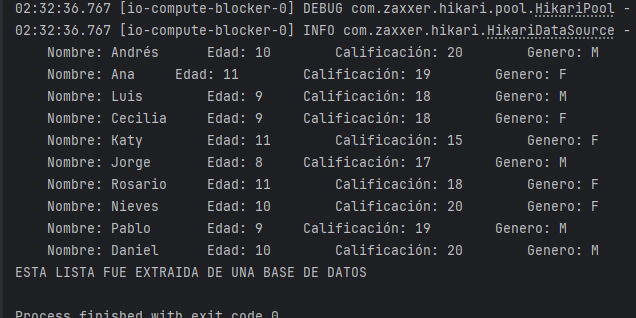 02:32:36.767 [io-compute-blocker-0] DEBUG com.zaxxer.hikari.pool.HikariPool -
02:32:36.767 [io-compute-blocker-0] INFO com.zaxxer.hikari.HikariDataSource -
Nombre: Andrés Edad: 10 Calificación: 20 Genero: M
Nombre: Ana Edad: 11 Calificación: 19 Genero: F
Nombre: Luis Edad: 9 Calificación: 18 Genero: M
Nombre: Cecilia Edad: 9 Calificación: 18 Genero: F
Nombre: Katy Edad: 11 Calificación: 15 Genero: F
Nombre: Jorge Edad: 8 Calificación: 17 Genero: M
Nombre: Rosario Edad: 11 Calificación: 18 Genero: F
Nombre: Nieves Edad: 10 Calificación: 20 Genero: F
Nombre: Pablo Edad: 9 Calificación: 19 Genero: M
Nombre: Daniel Edad: 10 Calificación: 20 Genero: M
ESTA LISTA FUE EXTRAIDA DE UNA BASE DE DATOS
Process finished with exit code 0